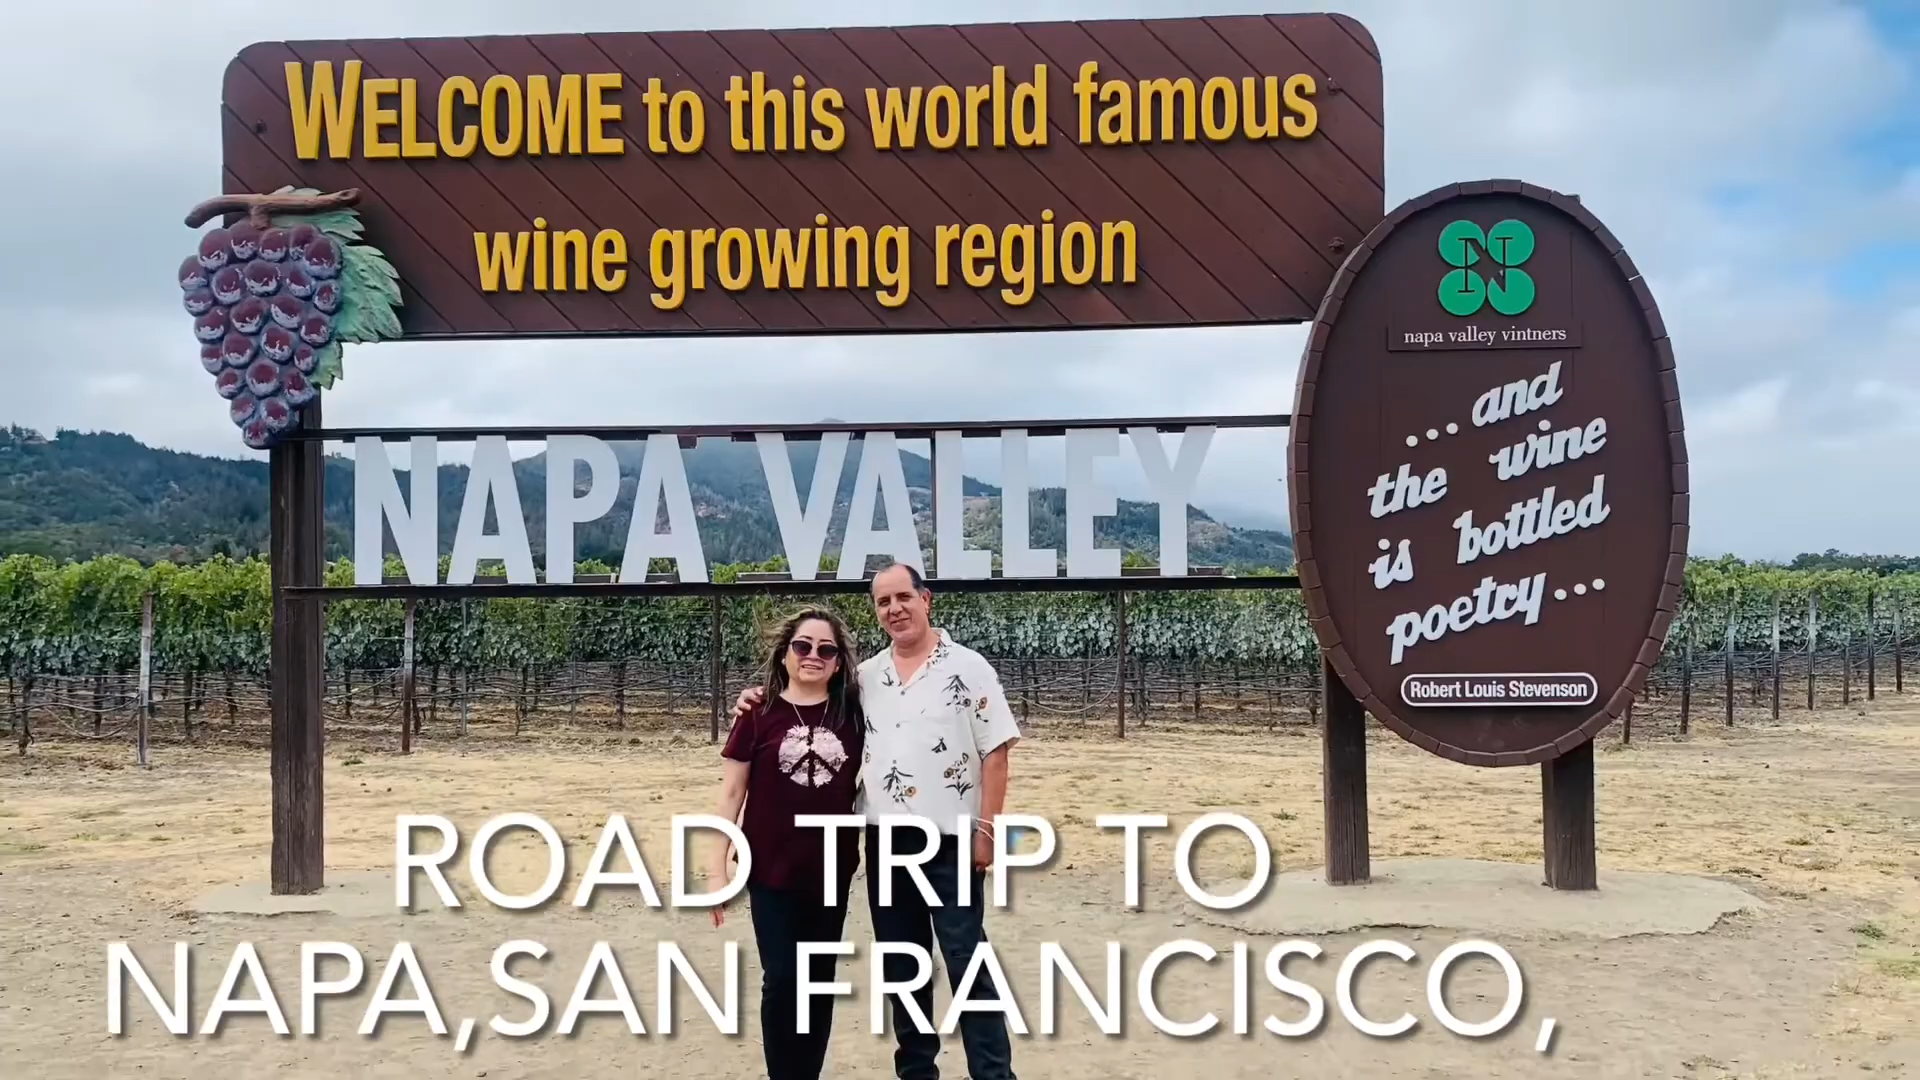 WELCOME to this world famous
wine growing region
NAPA VALLEY
N
napa valley vintners
...and
the wine
is bottled
poetry...
Robert Louis Stevenson
ROAD TRIP TO
NAPA,SAN FRANCISCO,